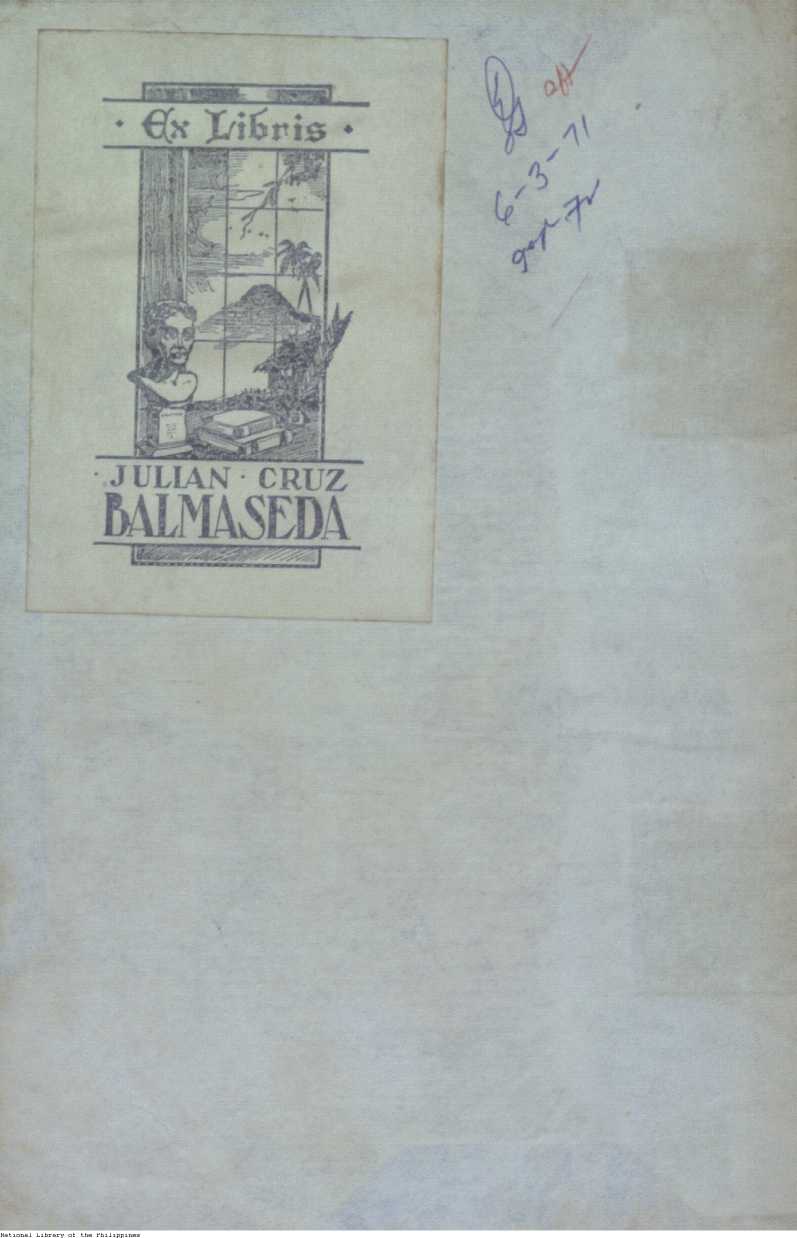 · Ex Libris ·
· JULIAN · CRUZ
BALMASEDA
6-3-71
National Library of the Philippines